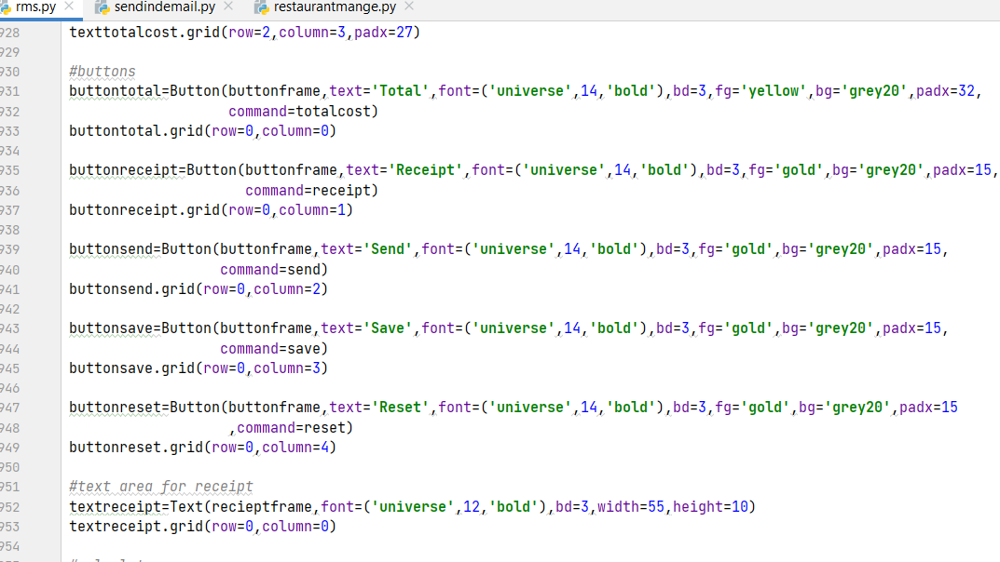 rms.py sendindemail.py restaurantmange.py
928 texttotalcost.grid(row=2,column=3,padx=27)
929
930 #buttons
931 buttontotal=Button(buttonframe,text='Total',font=('universe',14,'bold'),bd=3,fg='yellow',bg='grey20',padx=32,
932 command=totalcost)
933 buttontotal.grid(row=0,column=0)
934
935 buttonreceipt=Button(buttonframe,text='Receipt',font=('universe',14,'bold'),bd=3,fg='gold',bg='grey20',padx=15,
936 command=receipt)
937 buttonreceipt.grid(row=0,column=1)
938
939 buttonsend=Button(buttonframe,text='Send',font=('universe',14,'bold'),bd=3,fg='gold',bg='grey20',padx=15,
940 command=send)
941 buttonsend.grid(row=0,column=2)
942
943 buttonsave=Button(buttonframe,text='Save',font=('universe',14,'bold'),bd=3,fg='gold',bg='grey20',padx=15,
944 command=save)
945 buttonsave.grid(row=0,column=3)
946
947 buttonreset=Button(buttonframe,text='Reset',font=('universe',14,'bold'),bd=3,fg='gold',bg='grey20',padx=15
948 ,command=reset)
949 buttonreset.grid(row=0,column=4)
950
951 #text area for receipt
952 textreceipt=Text(recieptframe,font=('universe',12,'bold'),bd=3,width=55,height=10)
953 textreceipt.grid(row=0,column=0)
954